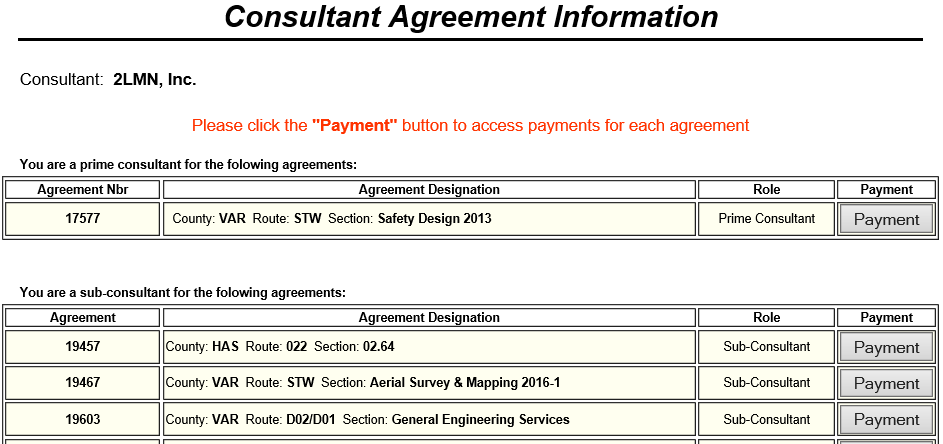 Consultant Agreement Information
Consultant: 2LMN, Inc.
Please click the "Payment" button to access payments for each agreement
You are a prime consultant for the folowing agreements:
Agreement Nbr Agreement Designation Role Payment
17577 County: VAR Route: STW Section: Safety Design 2013 Prime Consultant Payment
You are a sub-consultant for the folowing agreements:
Agreement Agreement Designation Role Payment
19457 County: HAS Route: 022 Section: 02.64 Sub-Consultant Payment
19467 County: VAR Route: STW Section: Aerial Survey & Mapping 2016-1 Sub-Consultant Payment
19603 County: VAR Route: D02/D01 Section: General Engineering Services Sub-Consultant Payment